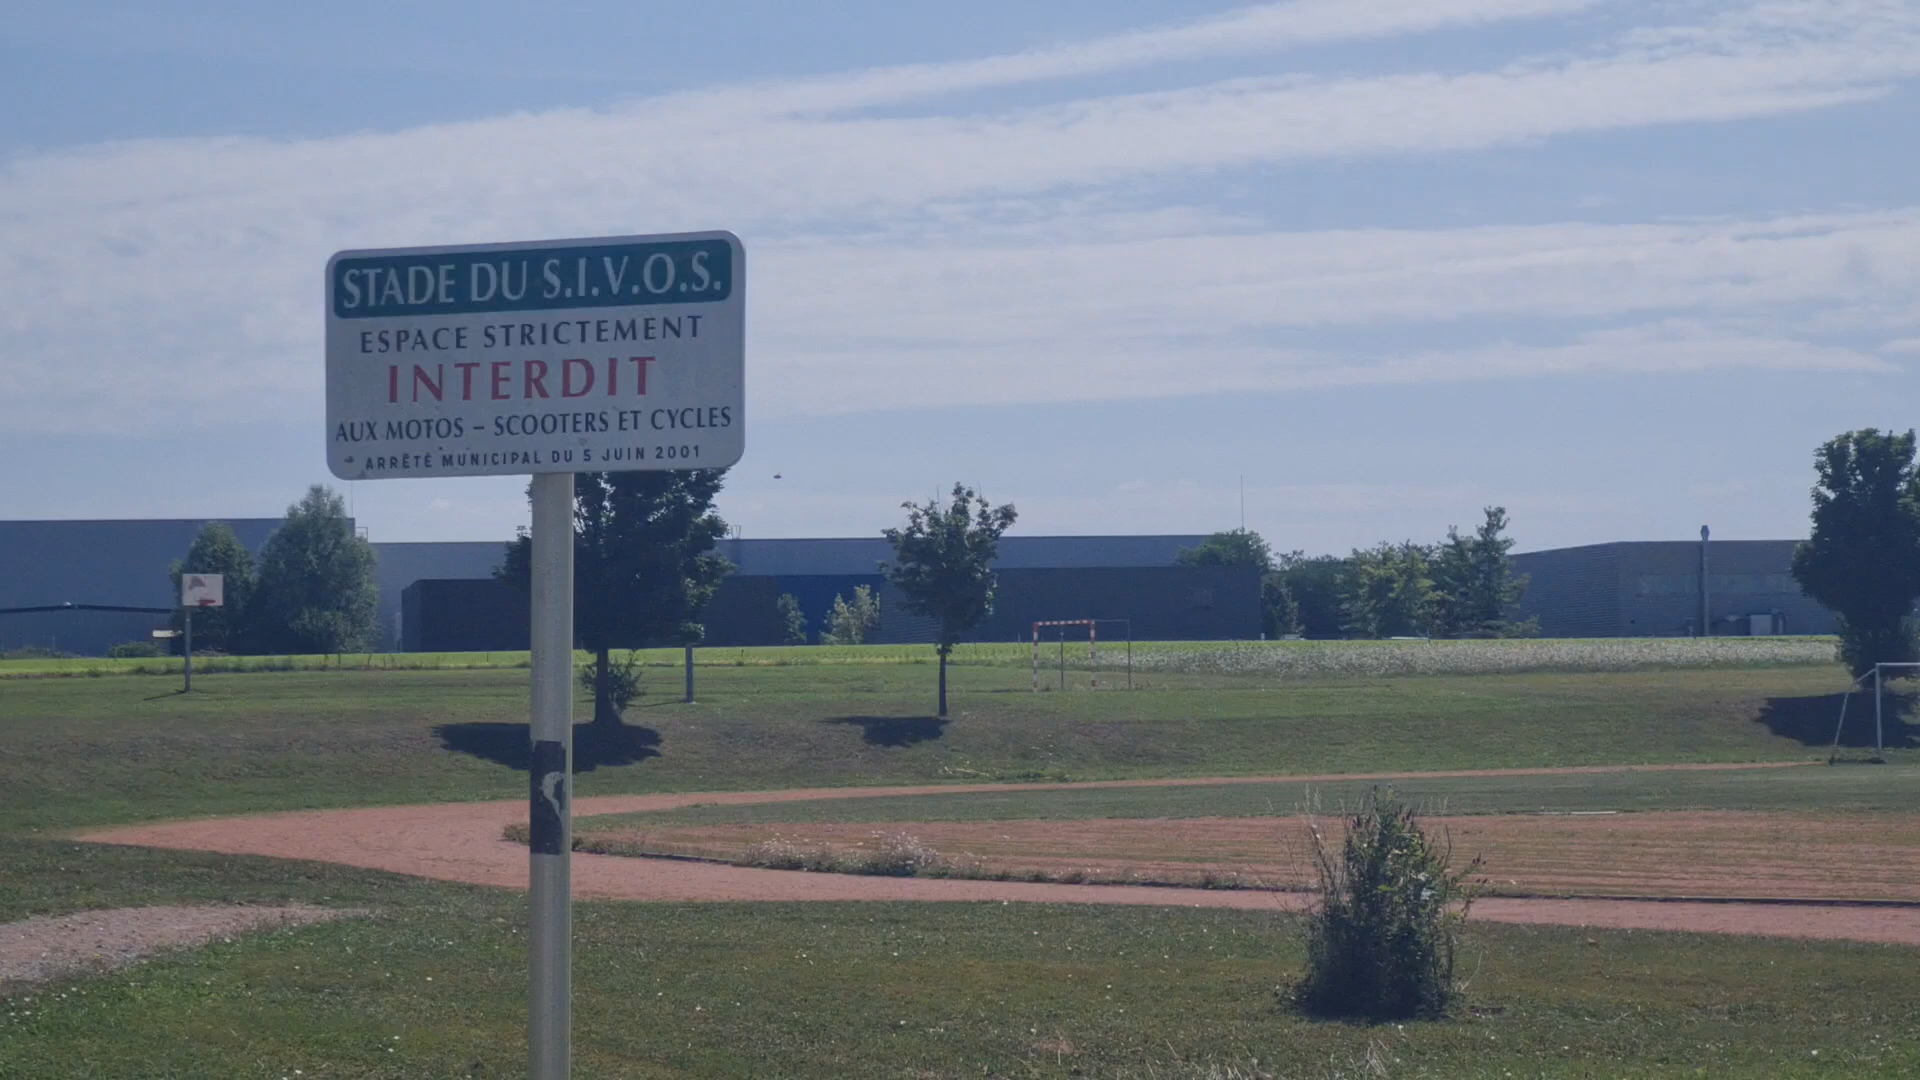 STADE DU S.I.V.O.S.
ESPACE STRICTEMENT
INTERDIT
AUX MOTOS – SCOOTERS ET CYCLES
ARRÊTÉ MUNICIPAL DU 5 JUIN 2001